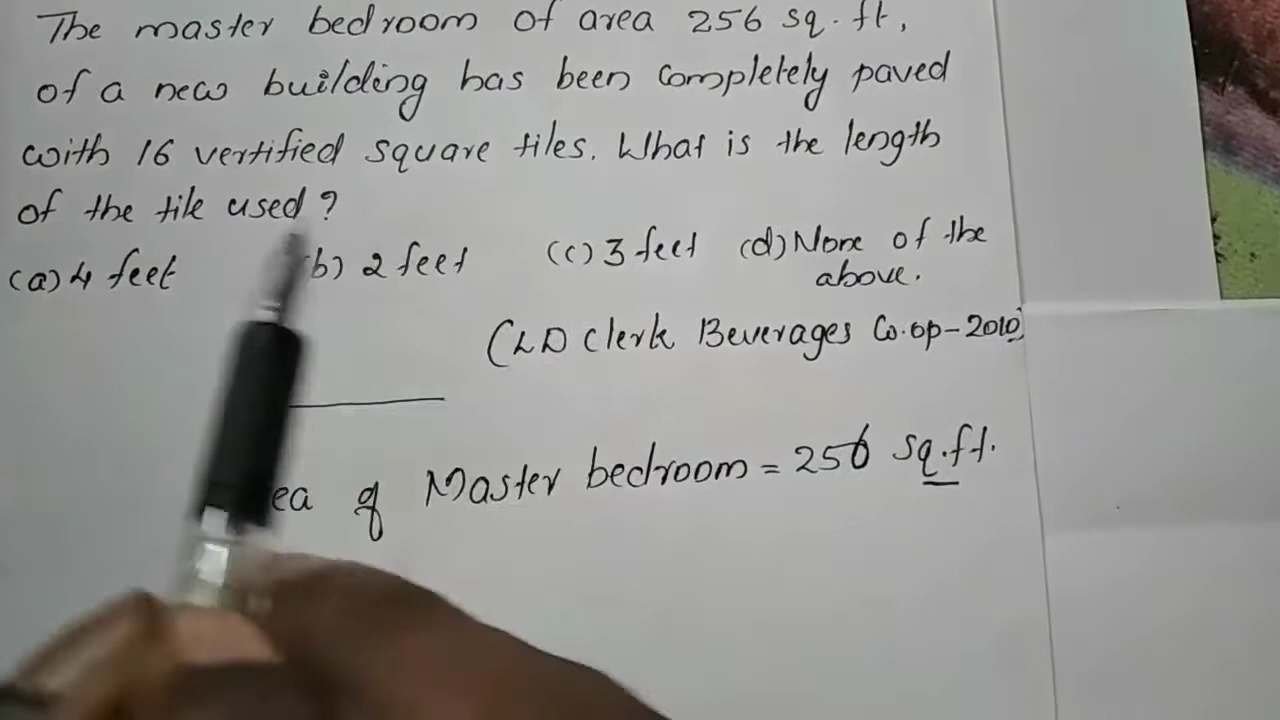 The master bedroom of area 256 sq.ft,
of a new building has been completely paved
with 16 vertified square tiles. What is the length
of the tile used?
(a) 4 feet (b) 2 feet (c) 3 feet (d) None of the
above.
(LD Clerk Beverages Co.op-2010)
ea of Master bedroom = 256 sq.ft.